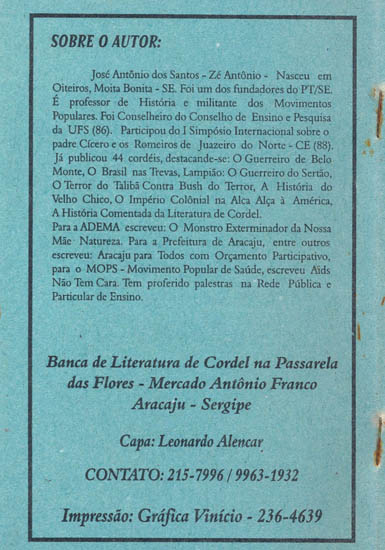 SOBRE O AUTOR:
José Antônio dos Santos - Zé Antônio - Nasceu em
Oiteiros, Moita Bonita - SE. Foi um dos fundadores do PT/SE.
É professor de História e militante dos Movimentos
Populares. Foi Conselheiro do Conselho de Ensino e Pesquisa
da UFS (86). Participou do I Simpósio Internacional sobre o
padre Cícero e os Romeiros de Juazeiro do Norte - CE (88).
Já publicou 44 cordéis, destacando-se: O Guerreiro de Belo
Monte, O Brasil nas Trevas, Lampião: O Guerreiro do Sertão,
O Terror do Talibã Contra Bush do Terror, A História do
Velho Chico, O Império Colônial na Alca Alça à América,
A História Comentada da Literatura de Cordel.
Para a ADEMA escreveu: O Monstro Exterminador da Nossa
Mãe Natureza. Para a Prefeitura de Aracaju, entre outros
escreveu: Aracaju para Todos com Orçamento Participativo,
para o MOPS - Movimento Popular de Saúde, escreveu Aids
Não Tem Cara. Tem proferido palestras na Rede Pública e
Particular de Ensino.
Banca de Literatura de Cordel na Passarela
das Flores - Mercado Antônio Franco
Aracaju - Sergipe
Capa: Leonardo Alencar
CONTATO: 215-7996 / 9963-1932
Impressão: Gráfica Vinício - 236-4639